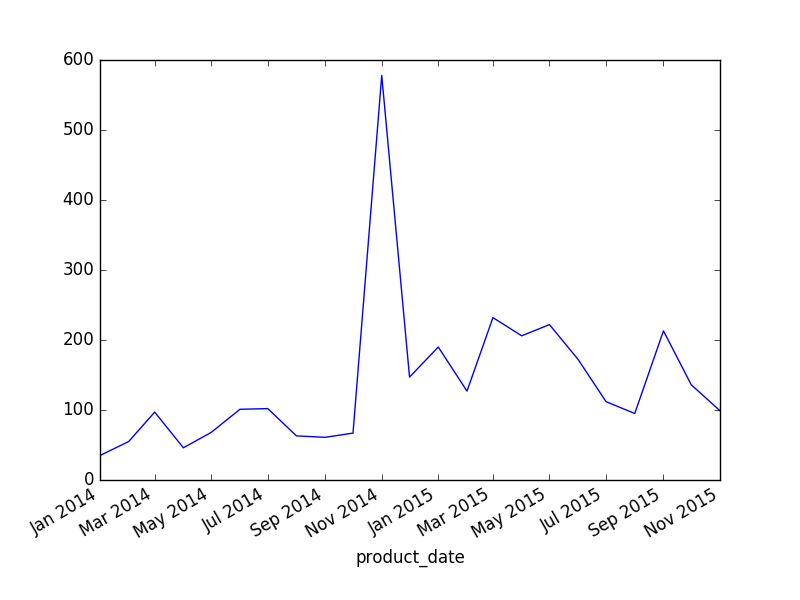 600
500
400
300
200
100
0
Jan 2014
Mar 2014
May 2014
Jul 2014
Sep 2014
Nov 2014
Jan 2015
Mar 2015
May 2015
Jul 2015
Sep 2015
Nov 2015
product_date